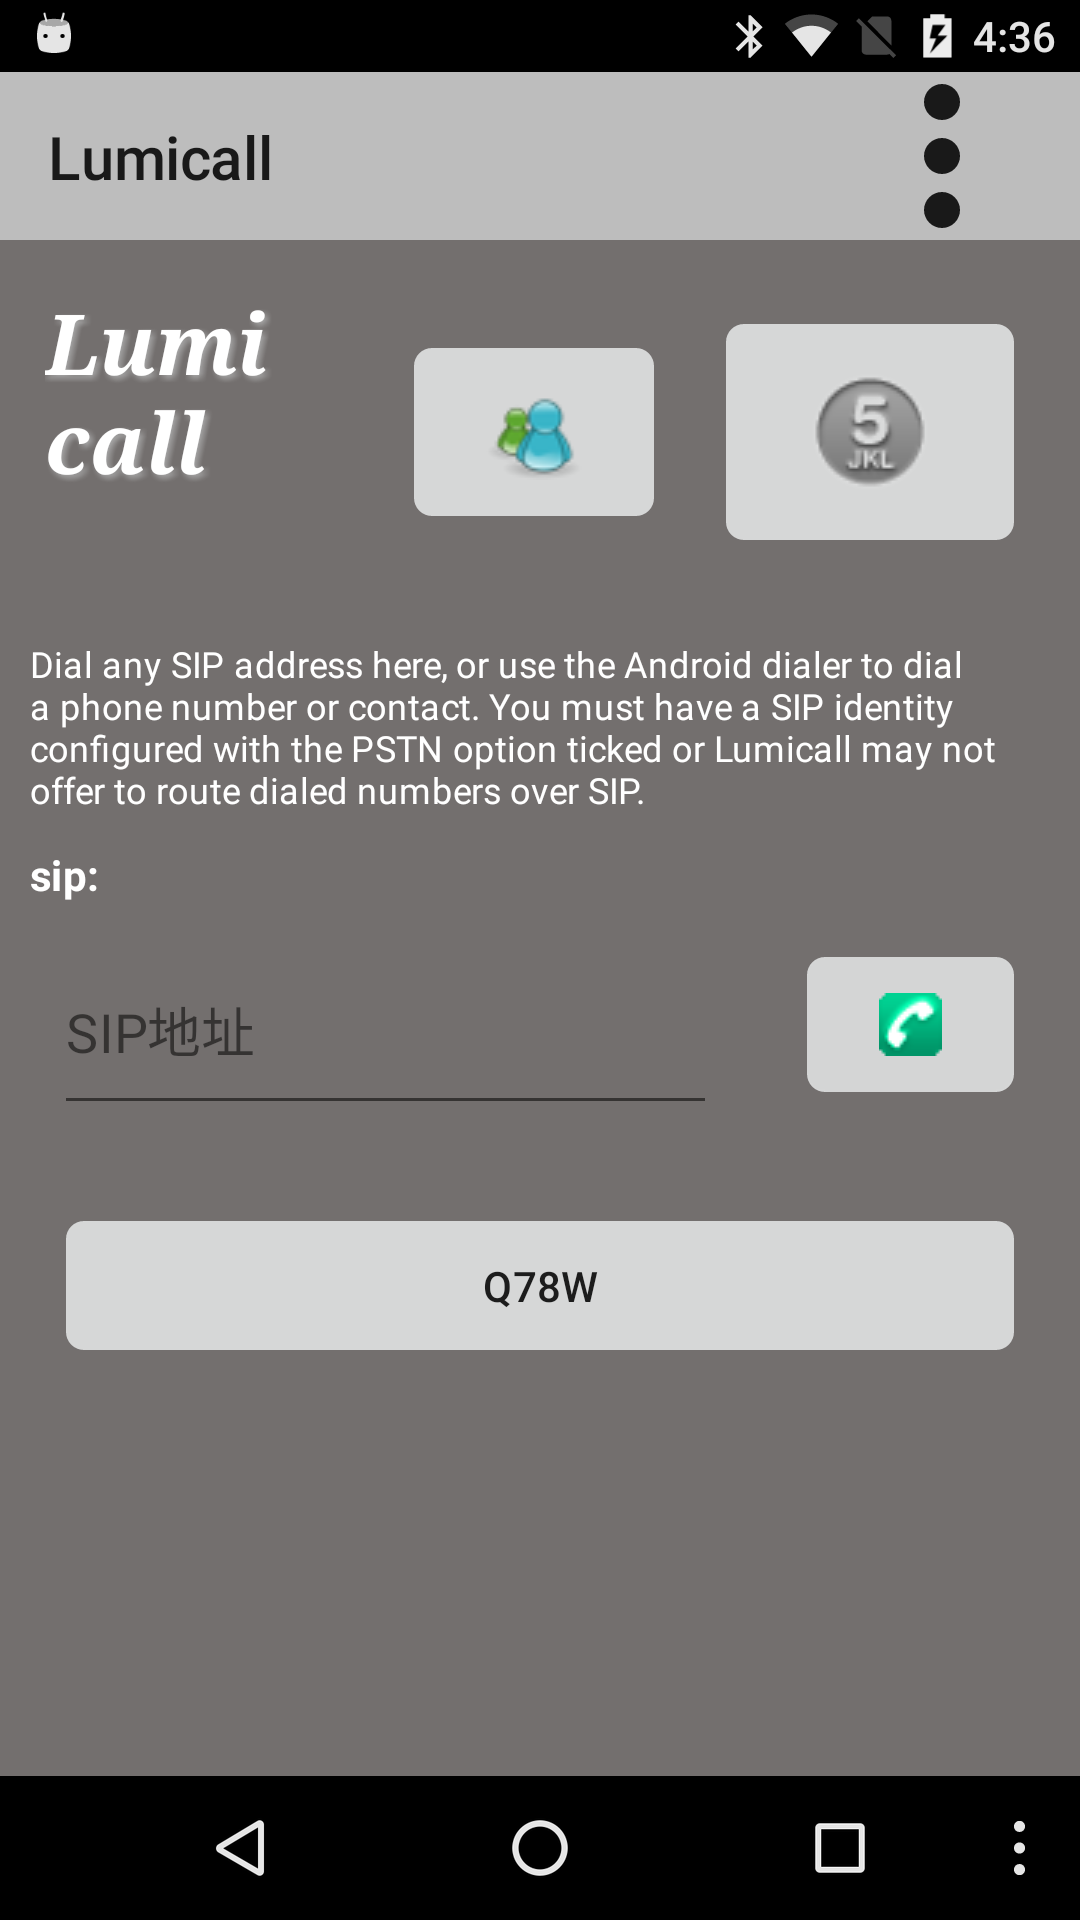 4:36
Lumicall
Lumi
call
5
JKL
Dial any SIP address here, or use the Android dialer to dial
a phone number or contact. You must have a SIP identity
configured with the PSTN option ticked or Lumicall may not
offer to route dialed numbers over SIP.
sip:
SIP地址
Q78W